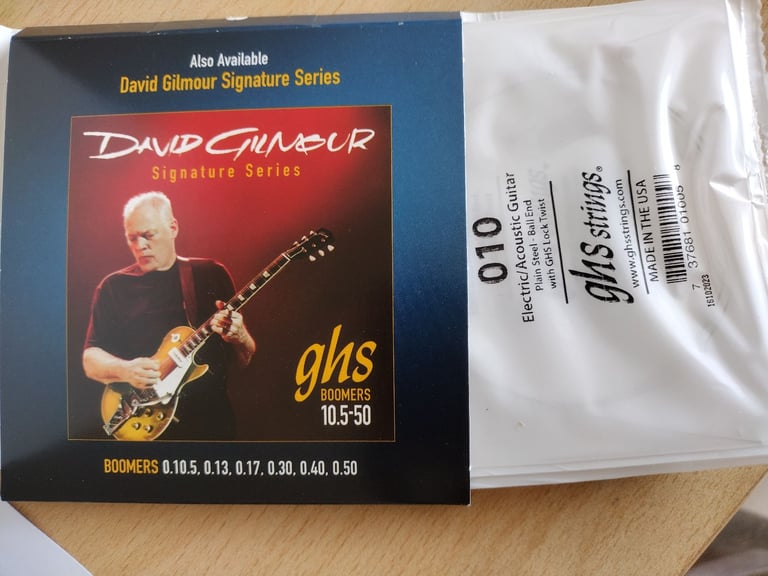 Also Available
David Gilmour Signature Series
DAVID GILMOUR
Signature Series
ghs
BOOMERS
10.5-50
BOOMERS 0.10.5, 0.13, 0.17, 0.30, 0.40, 0.50
010
Electric/Acoustic Guitar
Plain Steel - Ball End
with GHS Lock Twist
ghs strings®
www.ghsstrings.com
MADE IN THE USA
7 37681 01005 8
16102023